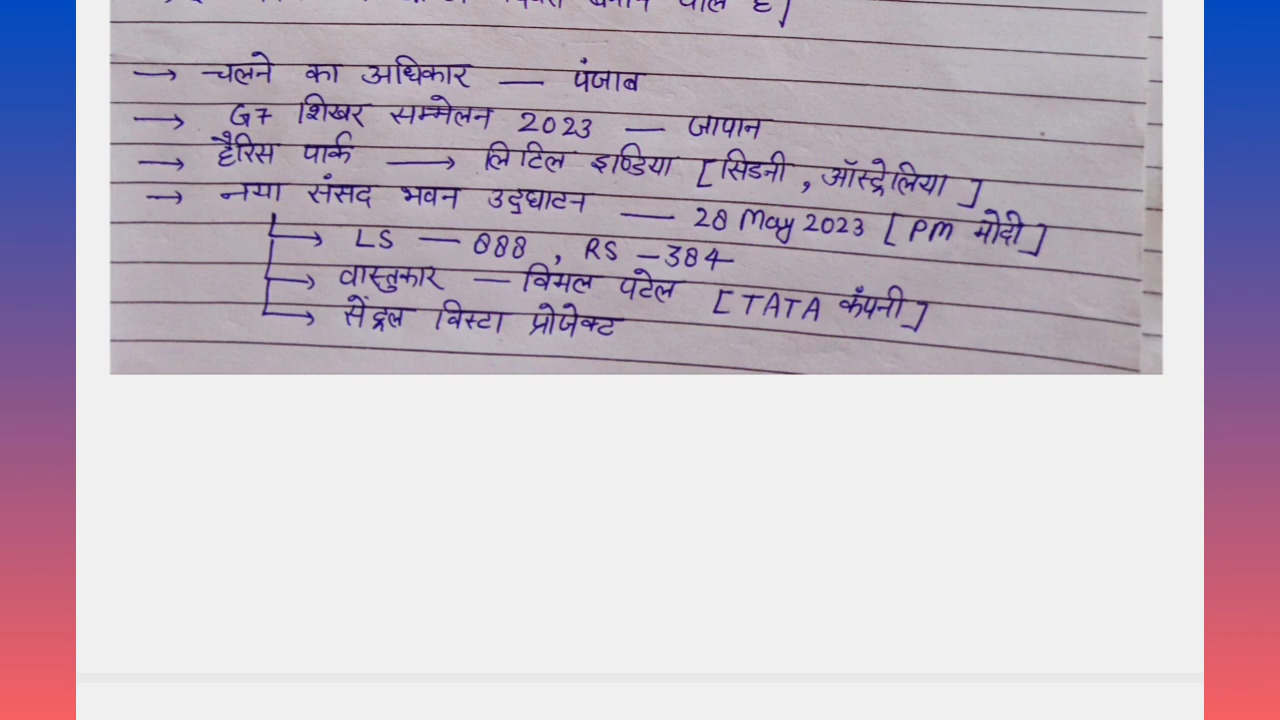 वाले है]
→ चलने का अधिकार — पंजाब
→ G7 शिखर सम्मेलन 2023 — जापान
→ हैरिस पार्क → लिटिल इण्डिया [सिडनी, ऑस्ट्रेलिया]
→ नया संसद भवन उद्घाटन — 28 May 2023 [PM मोदी]
→ LS — 888, RS — 384
→ वास्तुकार — विमल पटेल [TATA कंपनी]
→ सेंट्रल विस्टा प्रोजेक्ट